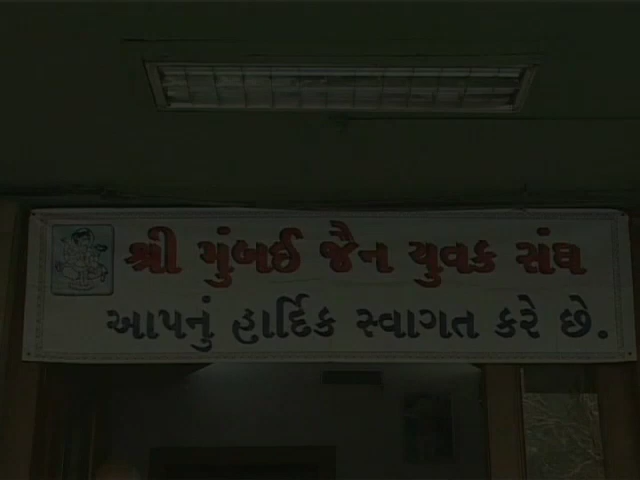 શ્રી મુંબઈ જૈન યુવક સંઘ
આપનું હાર્દિક સ્વાગત કરે છે.